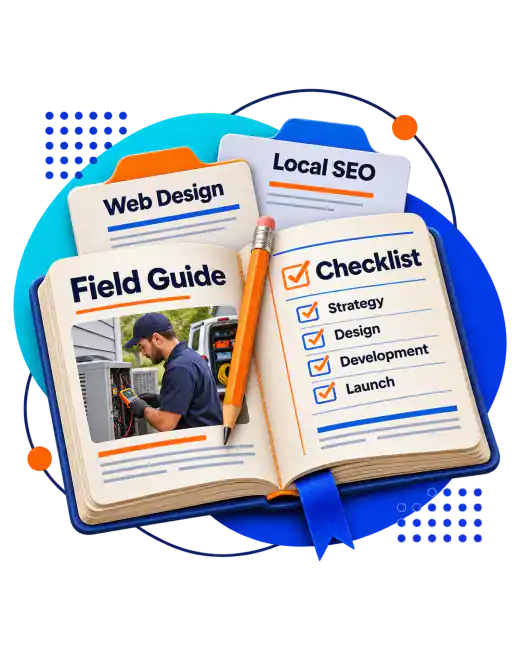 Web Design
Local SEO
Field Guide
Checklist
Strategy
Design
Development
Launch